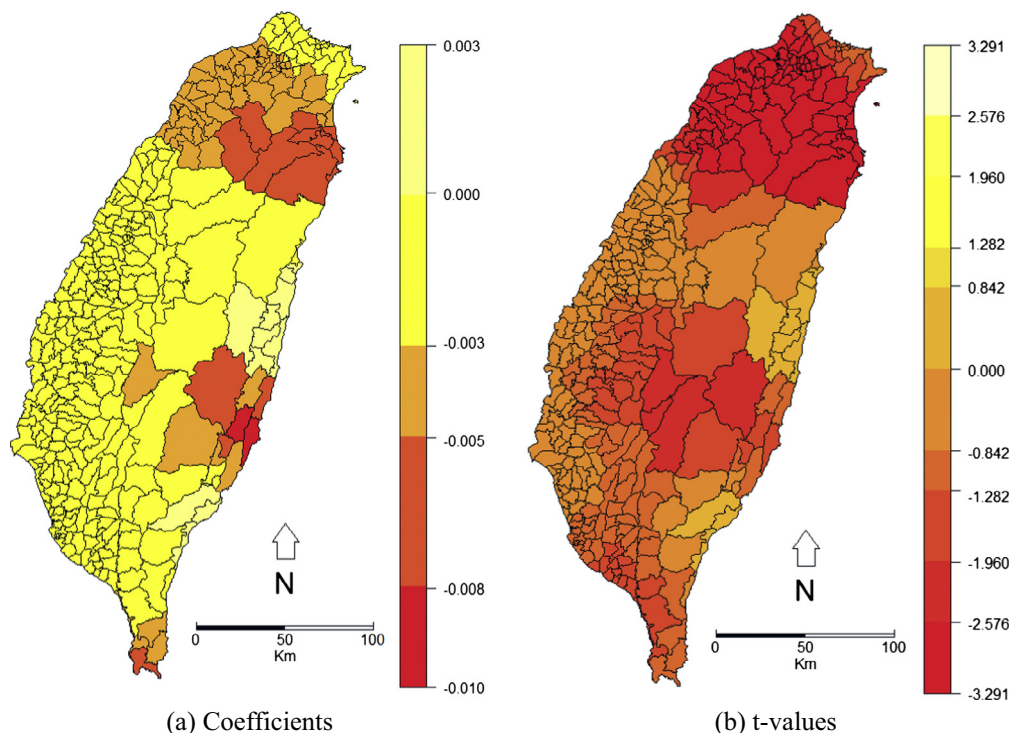 0.003
0.000
-0.003
-0.005
-0.008
-0.010
N
0 50 100
Km
(a) Coefficients
3.291
2.576
1.960
1.282
0.842
0.000
-0.842
-1.282
-1.960
-2.576
-3.291
N
0 50 100
Km
(b) t-values